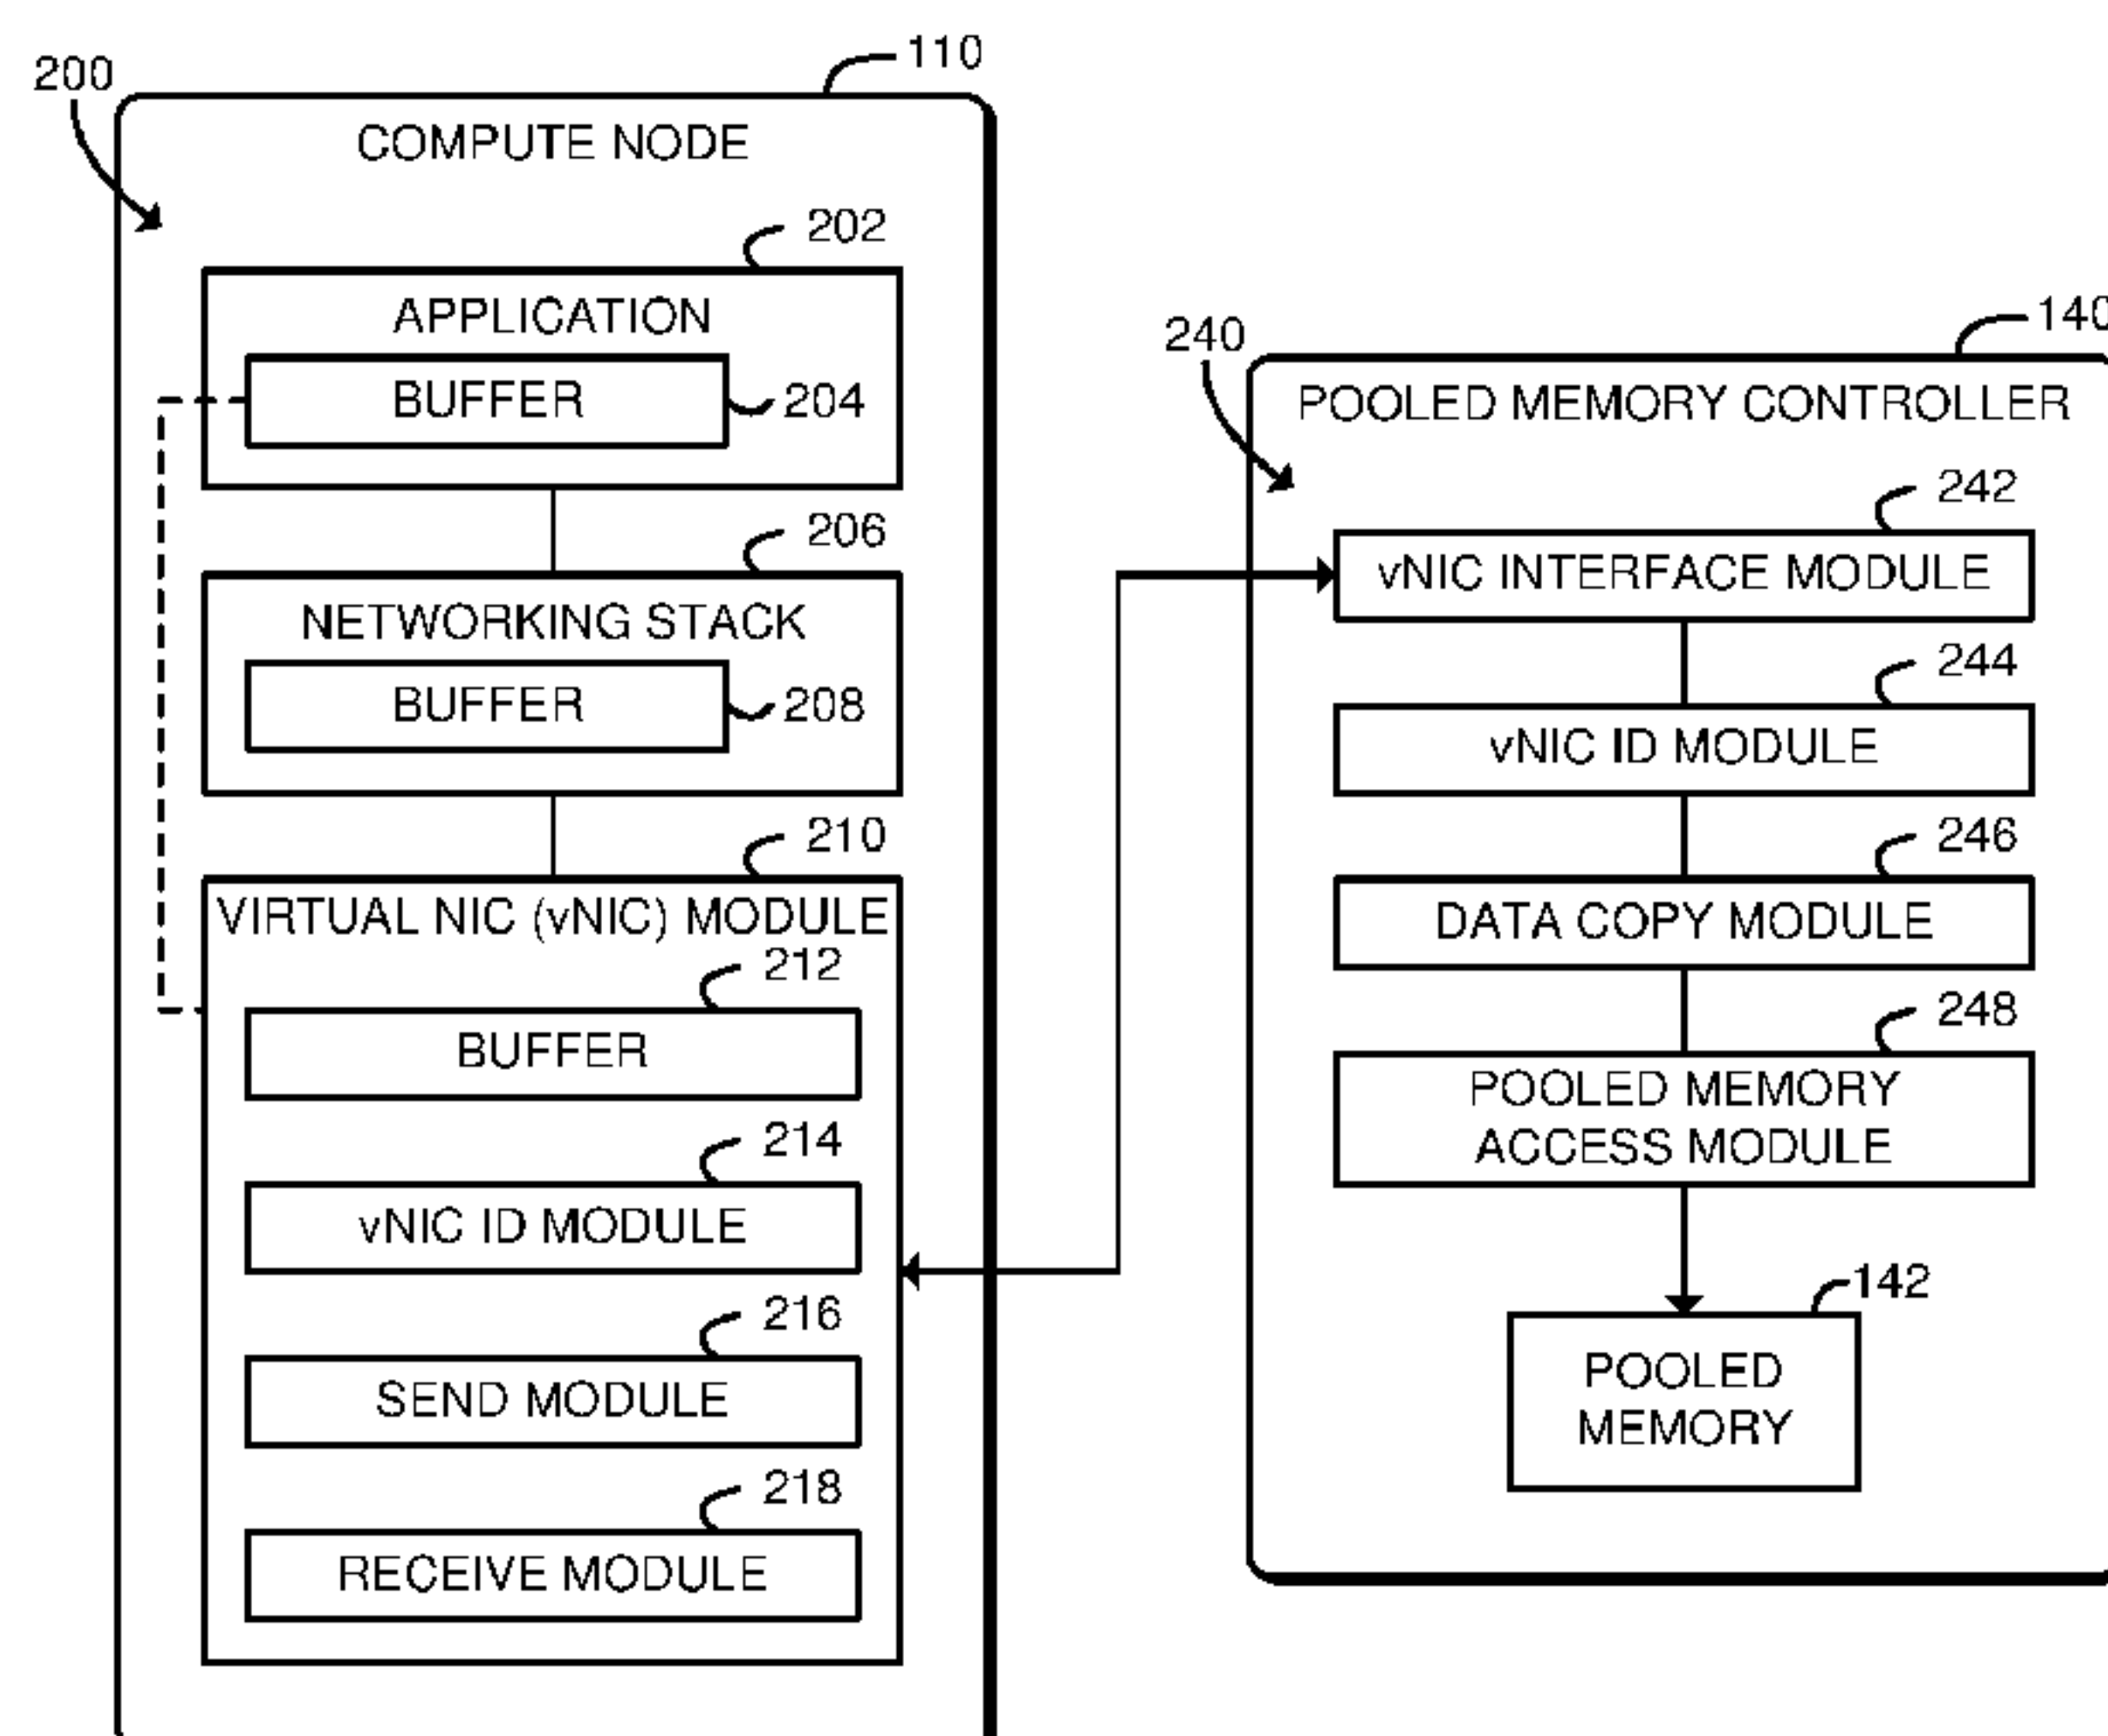 110
200
COMPUTE NODE
202
APPLICATION
BUFFER
204
206
NETWORKING STACK
BUFFER
208
210
VIRTUAL NIC (vNIC) MODULE
212
BUFFER
214
vNIC ID MODULE
216
SEND MODULE
218
RECEIVE MODULE
140
240
POOLED MEMORY CONTROLLER
242
vNIC INTERFACE MODULE
244
vNIC ID MODULE
246
DATA COPY MODULE
248
POOLED MEMORY
ACCESS MODULE
142
POOLED
MEMORY